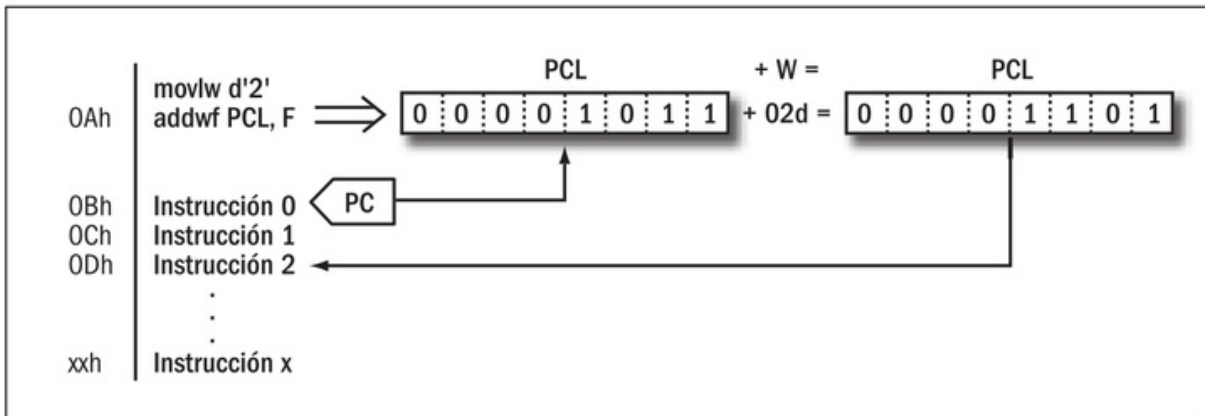 PCL + W = PCL
movlw d'2'
0Ah addwf PCL, F 0 0 0 0 1 0 1 1 + 02d = 0 0 0 0 1 1 0 1
0Bh Instrucción 0 PC
0Ch Instrucción 1
0Dh Instrucción 2
.
.
.
xxh Instrucción x